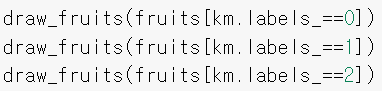 draw_fruits(fruits[km.labels_==0])
draw_fruits(fruits[km.labels_==1])
draw_fruits(fruits[km.labels_==2])